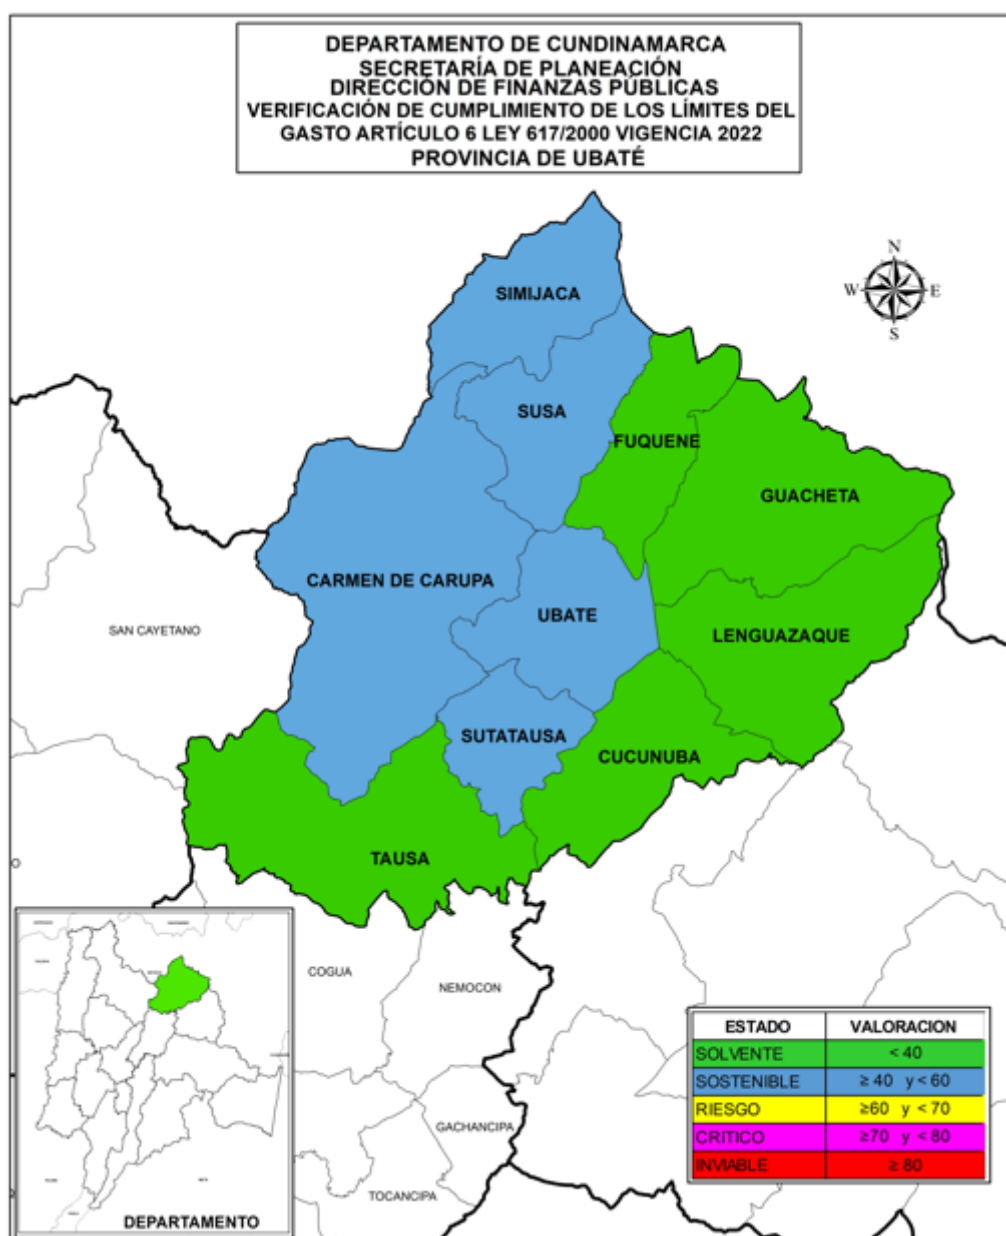 DEPARTAMENTO DE CUNDINAMARCA
SECRETARÍA DE PLANEACIÓN
DIRECCIÓN DE FINANZAS PÚBLICAS
VERIFICACIÓN DE CUMPLIMIENTO DE LOS LÍMITES DEL
GASTO ARTÍCULO 6 LEY 617/2000 VIGENCIA 2022
PROVINCIA DE UBATÉ
N
W E
S
SIMIJACA
SUSA
FUQUENE
GUACHETA
CARMEN DE CARUPA
UBATE
SAN CAYETANO
LENGUAZAQUE
SUTATAUSA
CUCUNUBA
TAUSA
COGUA
NEMOCON
GACHANCIPA
TOCANCIPA
DEPARTAMENTO
ESTADO VALORACION
SOLVENTE < 40
SOSTENIBLE ≥ 40 y < 60
RIESGO ≥60 y < 70
CRITICO ≥70 y < 80
INVIABLE ≥ 80